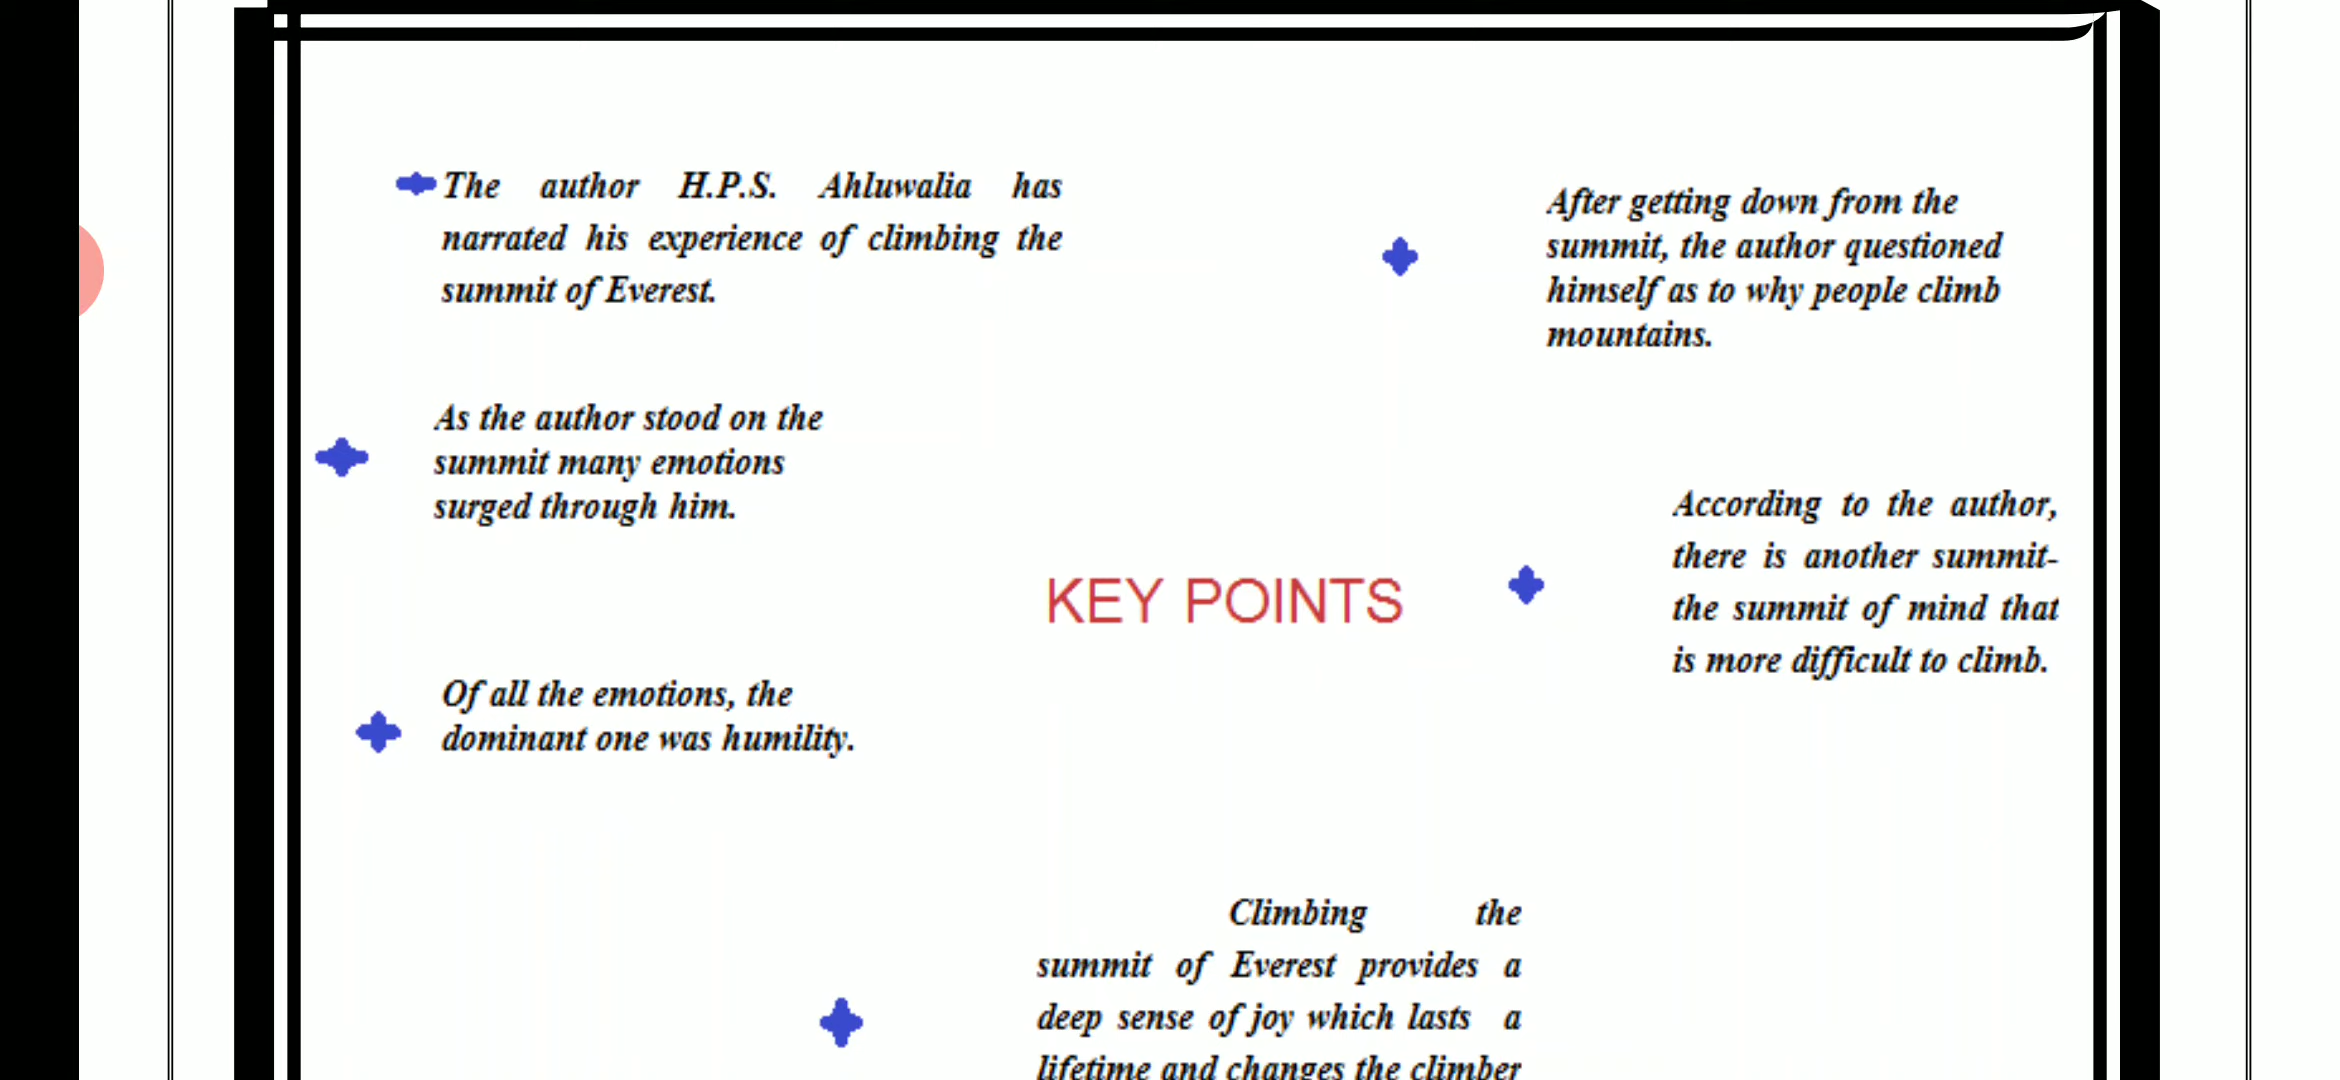 The author H.P.S. Ahluwalia has
narrated his experience of climbing the
summit of Everest.
As the author stood on the
summit many emotions
surged through him.
Of all the emotions, the
dominant one was humility.
KEY POINTS
After getting down from the
summit, the author questioned
himself as to why people climb
mountains.
According to the author,
there is another summit-
the summit of mind that
is more difficult to climb.
Climbing the
summit of Everest provides a
deep sense of joy which lasts a
lifetime and changes the climber